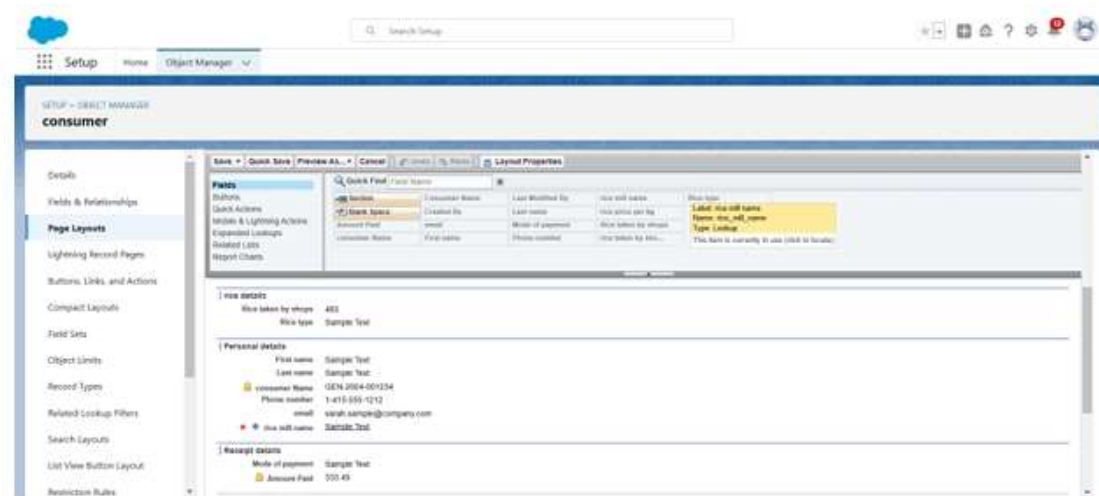 Search Setup
12
Setup Home Object Manager
SETUP > OBJECT MANAGER
consumer
Details
Fields & Relationships
Page Layouts
Lightning Record Pages
Buttons, Links, and Actions
Compact Layouts
Field Sets
Object Limits
Record Types
Related Lookup Filters
Search Layouts
List View Button Layout
Restriction Rules
Save Quick Save Preview As... Cancel Undo Redo Layout Properties
Fields
Buttons
Quick Actions
Mobile & Lightning Actions
Expanded Lookups
Related Lists
Report Charts
Quick Find Field Name
Section Consumer Name Last Modified By rice mill name Rice type
Blank Space Created By Last name rice price per kg
Amount Paid email Mode of payment Rice taken by shops
consumer Name First name Phone number
Label: rice mill name
Name: rice_mill_name
Type: Lookup
This item is currently in use (click to locate)
rice details
Rice taken by shops 483
Rice type Sample Text
Personal details
First name Sample Text
Last name Sample Text
consumer Name GEN-2004-001234
Phone number 1-415-555-1212
email sarah.sample@company.com
rice mill name Sample Text
Receipt details
Mode of payment Sample Text
Amount Paid